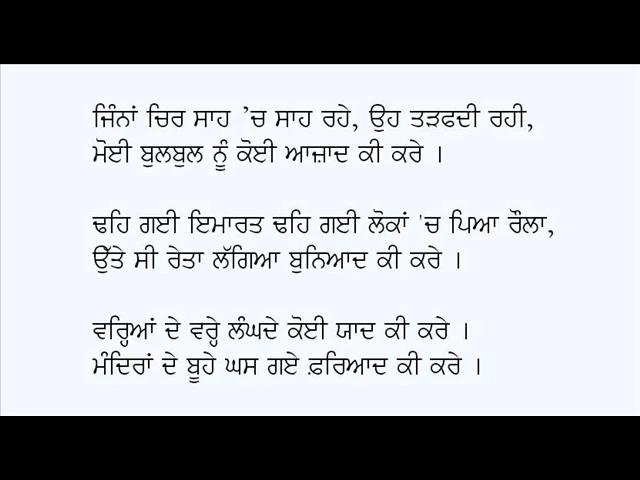 ਜਿੰਨਾਂ ਚਿਰ ਸਾਹ ’ਚ ਸਾਹ ਰਹੇ, ਉਹ ਤੜਫਦੀ ਰਹੀ,
ਮੋਈ ਬੁਲਬੁਲ ਨੂੰ ਕੋਈ ਆਜ਼ਾਦ ਕੀ ਕਰੇ ।
ਢਹਿ ਗਈ ਇਮਾਰਤ ਢਹਿ ਗਈ ਲੋਕਾਂ 'ਚ ਪਿਆ ਰੌਲਾ,
ਉੱਤੇ ਸੀ ਰੇਤਾ ਲੱਗਿਆ ਬੁਨਿਆਦ ਕੀ ਕਰੇ ।
ਵਰ੍ਹਿਆਂ ਦੇ ਵਰ੍ਹੇ ਲੰਘਦੇ ਕੋਈ ਯਾਦ ਕੀ ਕਰੇ ।
ਮੰਦਿਰਾਂ ਦੇ ਬੂਹੇ ਘਸ ਗਏ ਫ਼ਰਿਆਦ ਕੀ ਕਰੇ ।